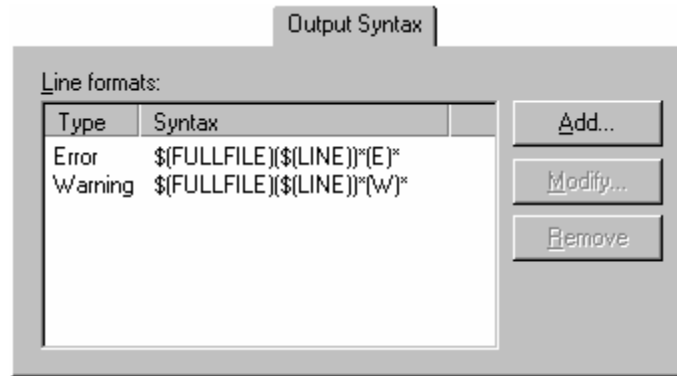 Output Syntax
Line formats:
Type Syntax
Add...
Error $(FULLFILE)($(LINE))*(E)*
Warning $(FULLFILE)($(LINE))*(W)*
Modify...
Remove